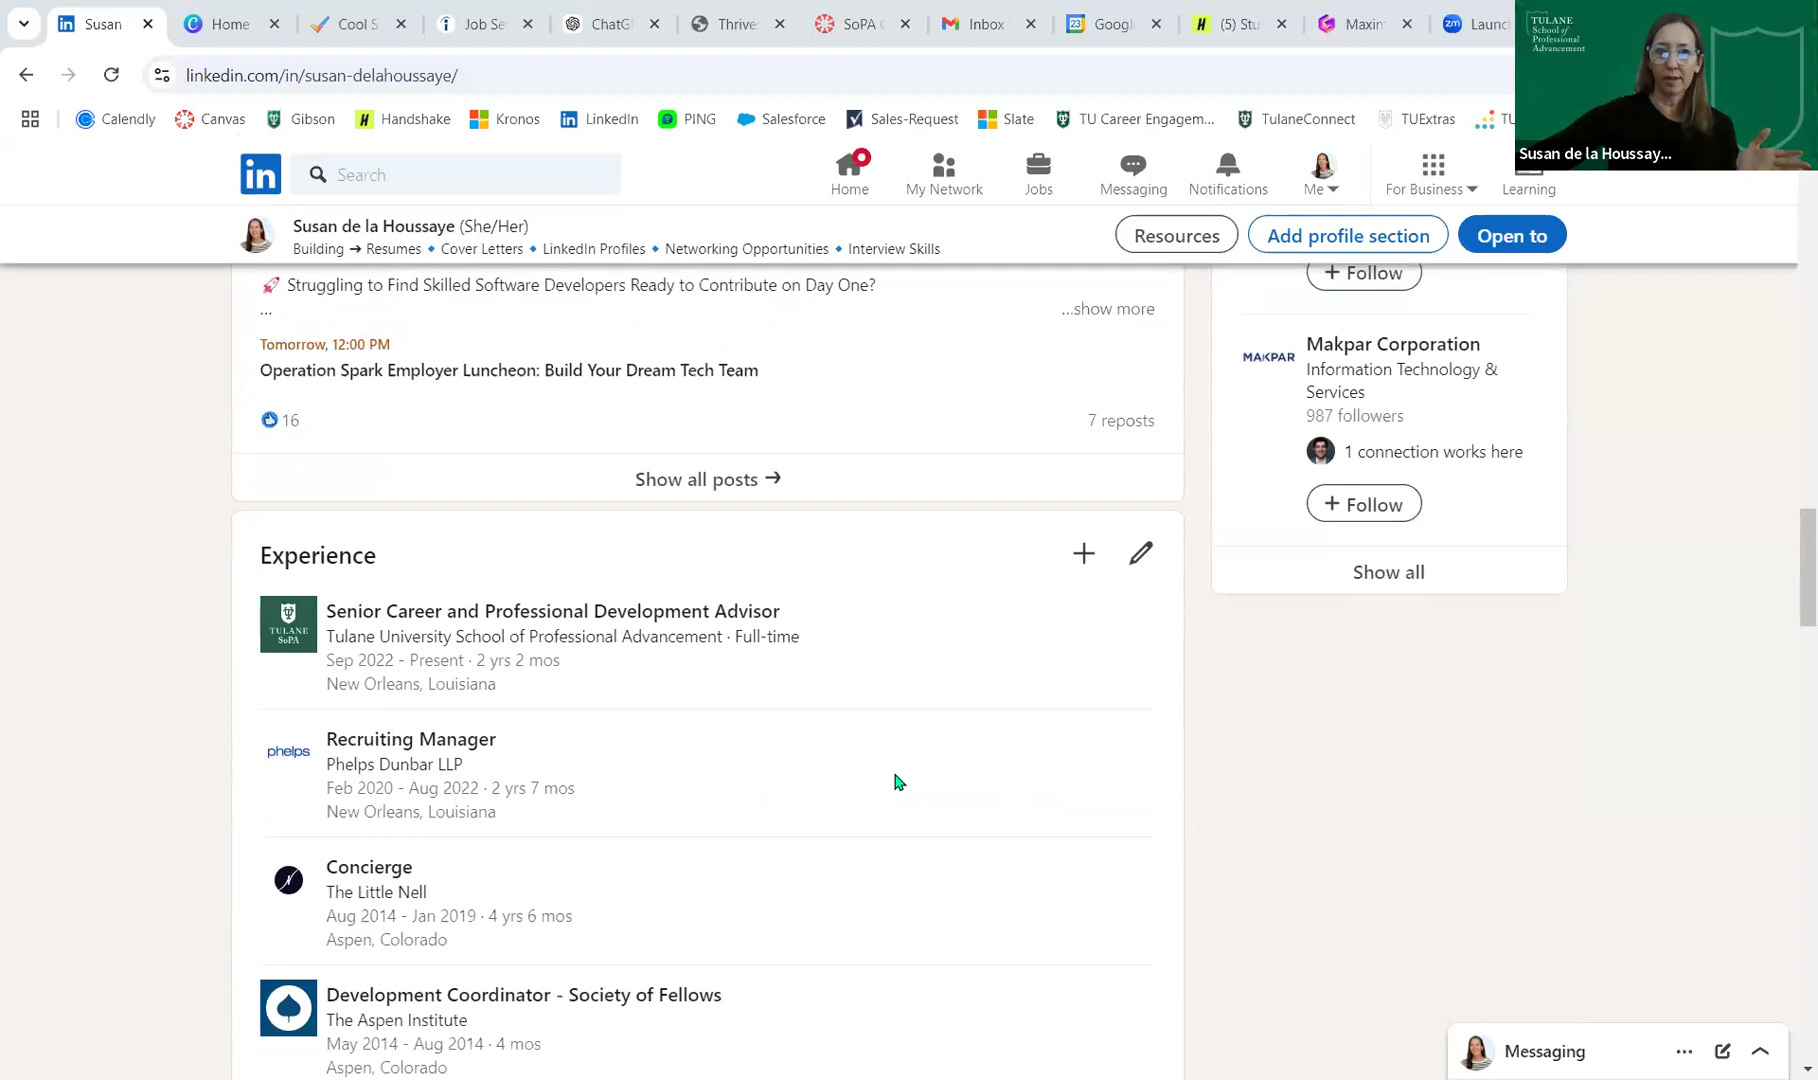 Susan
Home
Cool S
Job Se
ChatGP
Thrive
SoPA
Inbox
23
Googl
(5) Stu
Maxim
zm
Launc
linkedin.com/in/susan-delahoussaye/
Calendly
Canvas
Gibson
Handshake
Kronos
LinkedIn
PING
Salesforce
Sales-Request
Slate
TU Career Engagem...
TulaneConnect
TUExtras
TU
TULANE
School of
Professional
Advancement
Susan de la Houssay...
in
Search
Home
My Network
Jobs
Messaging
Notifications
Me
For Business
Learning
Susan de la Houssaye (She/Her)
Building ➔ Resumes 🔹 Cover Letters 🔹 LinkedIn Profiles 🔹 Networking Opportunities 🔹 Interview Skills
Resources
Add profile section
Open to
🚀 Struggling to Find Skilled Software Developers Ready to Contribute on Day One?
...
...show more
Tomorrow, 12:00 PM
Operation Spark Employer Luncheon: Build Your Dream Tech Team
16
7 reposts
Show all posts →
Experience
TULANE
SoPA
Senior Career and Professional Development Advisor
Tulane University School of Professional Advancement · Full-time
Sep 2022 - Present · 2 yrs 2 mos
New Orleans, Louisiana
phelps
Recruiting Manager
Phelps Dunbar LLP
Feb 2020 - Aug 2022 · 2 yrs 7 mos
New Orleans, Louisiana
Concierge
The Little Nell
Aug 2014 - Jan 2019 · 4 yrs 6 mos
Aspen, Colorado
Development Coordinator - Society of Fellows
The Aspen Institute
May 2014 - Aug 2014 · 4 mos
Aspen, Colorado
+ Follow
MAKPAR
Makpar Corporation
Information Technology &
Services
987 followers
1 connection works here
+ Follow
Show all
Messaging